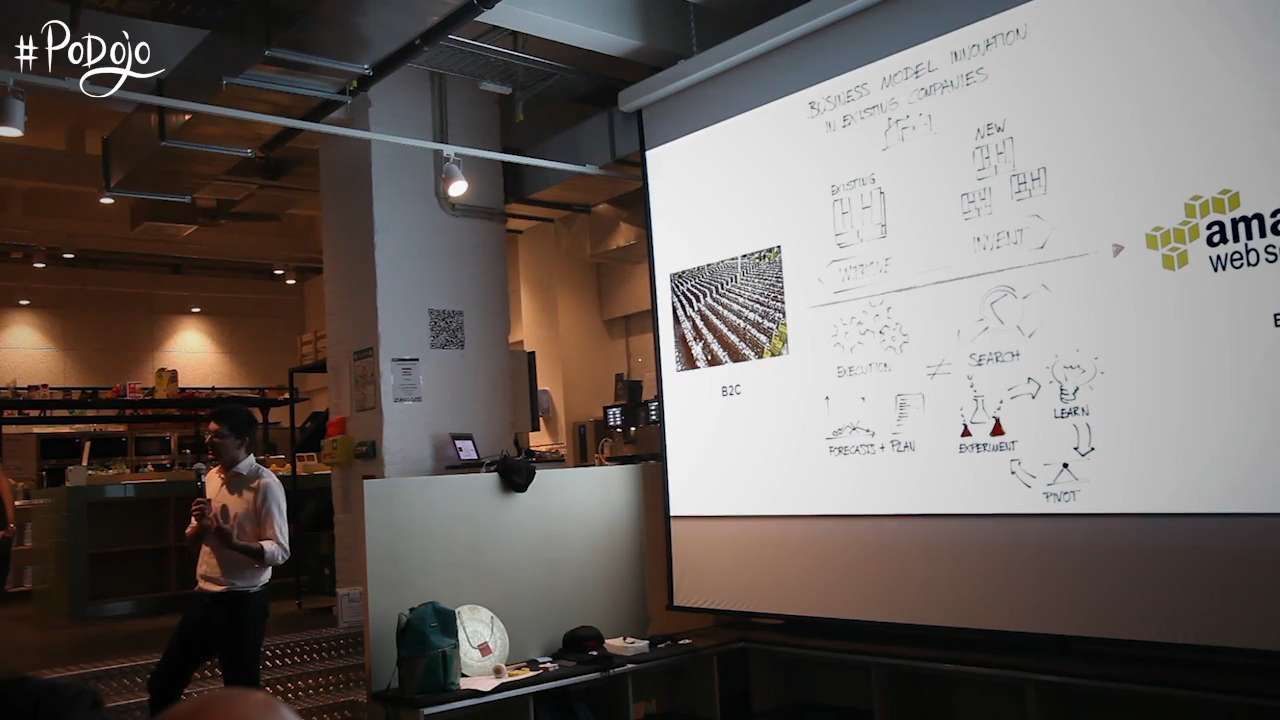 #PoDojo
BUSINESS MODEL INNOVATION
IN EXISTING COMPANIES
NEW
EXISTING
INVENT
IMPROVE
EXECUTION
≠
SEARCH
LEARN
FORECASTS + PLAN
EXPERIMENT
PIVOT
B2C
ama
web s